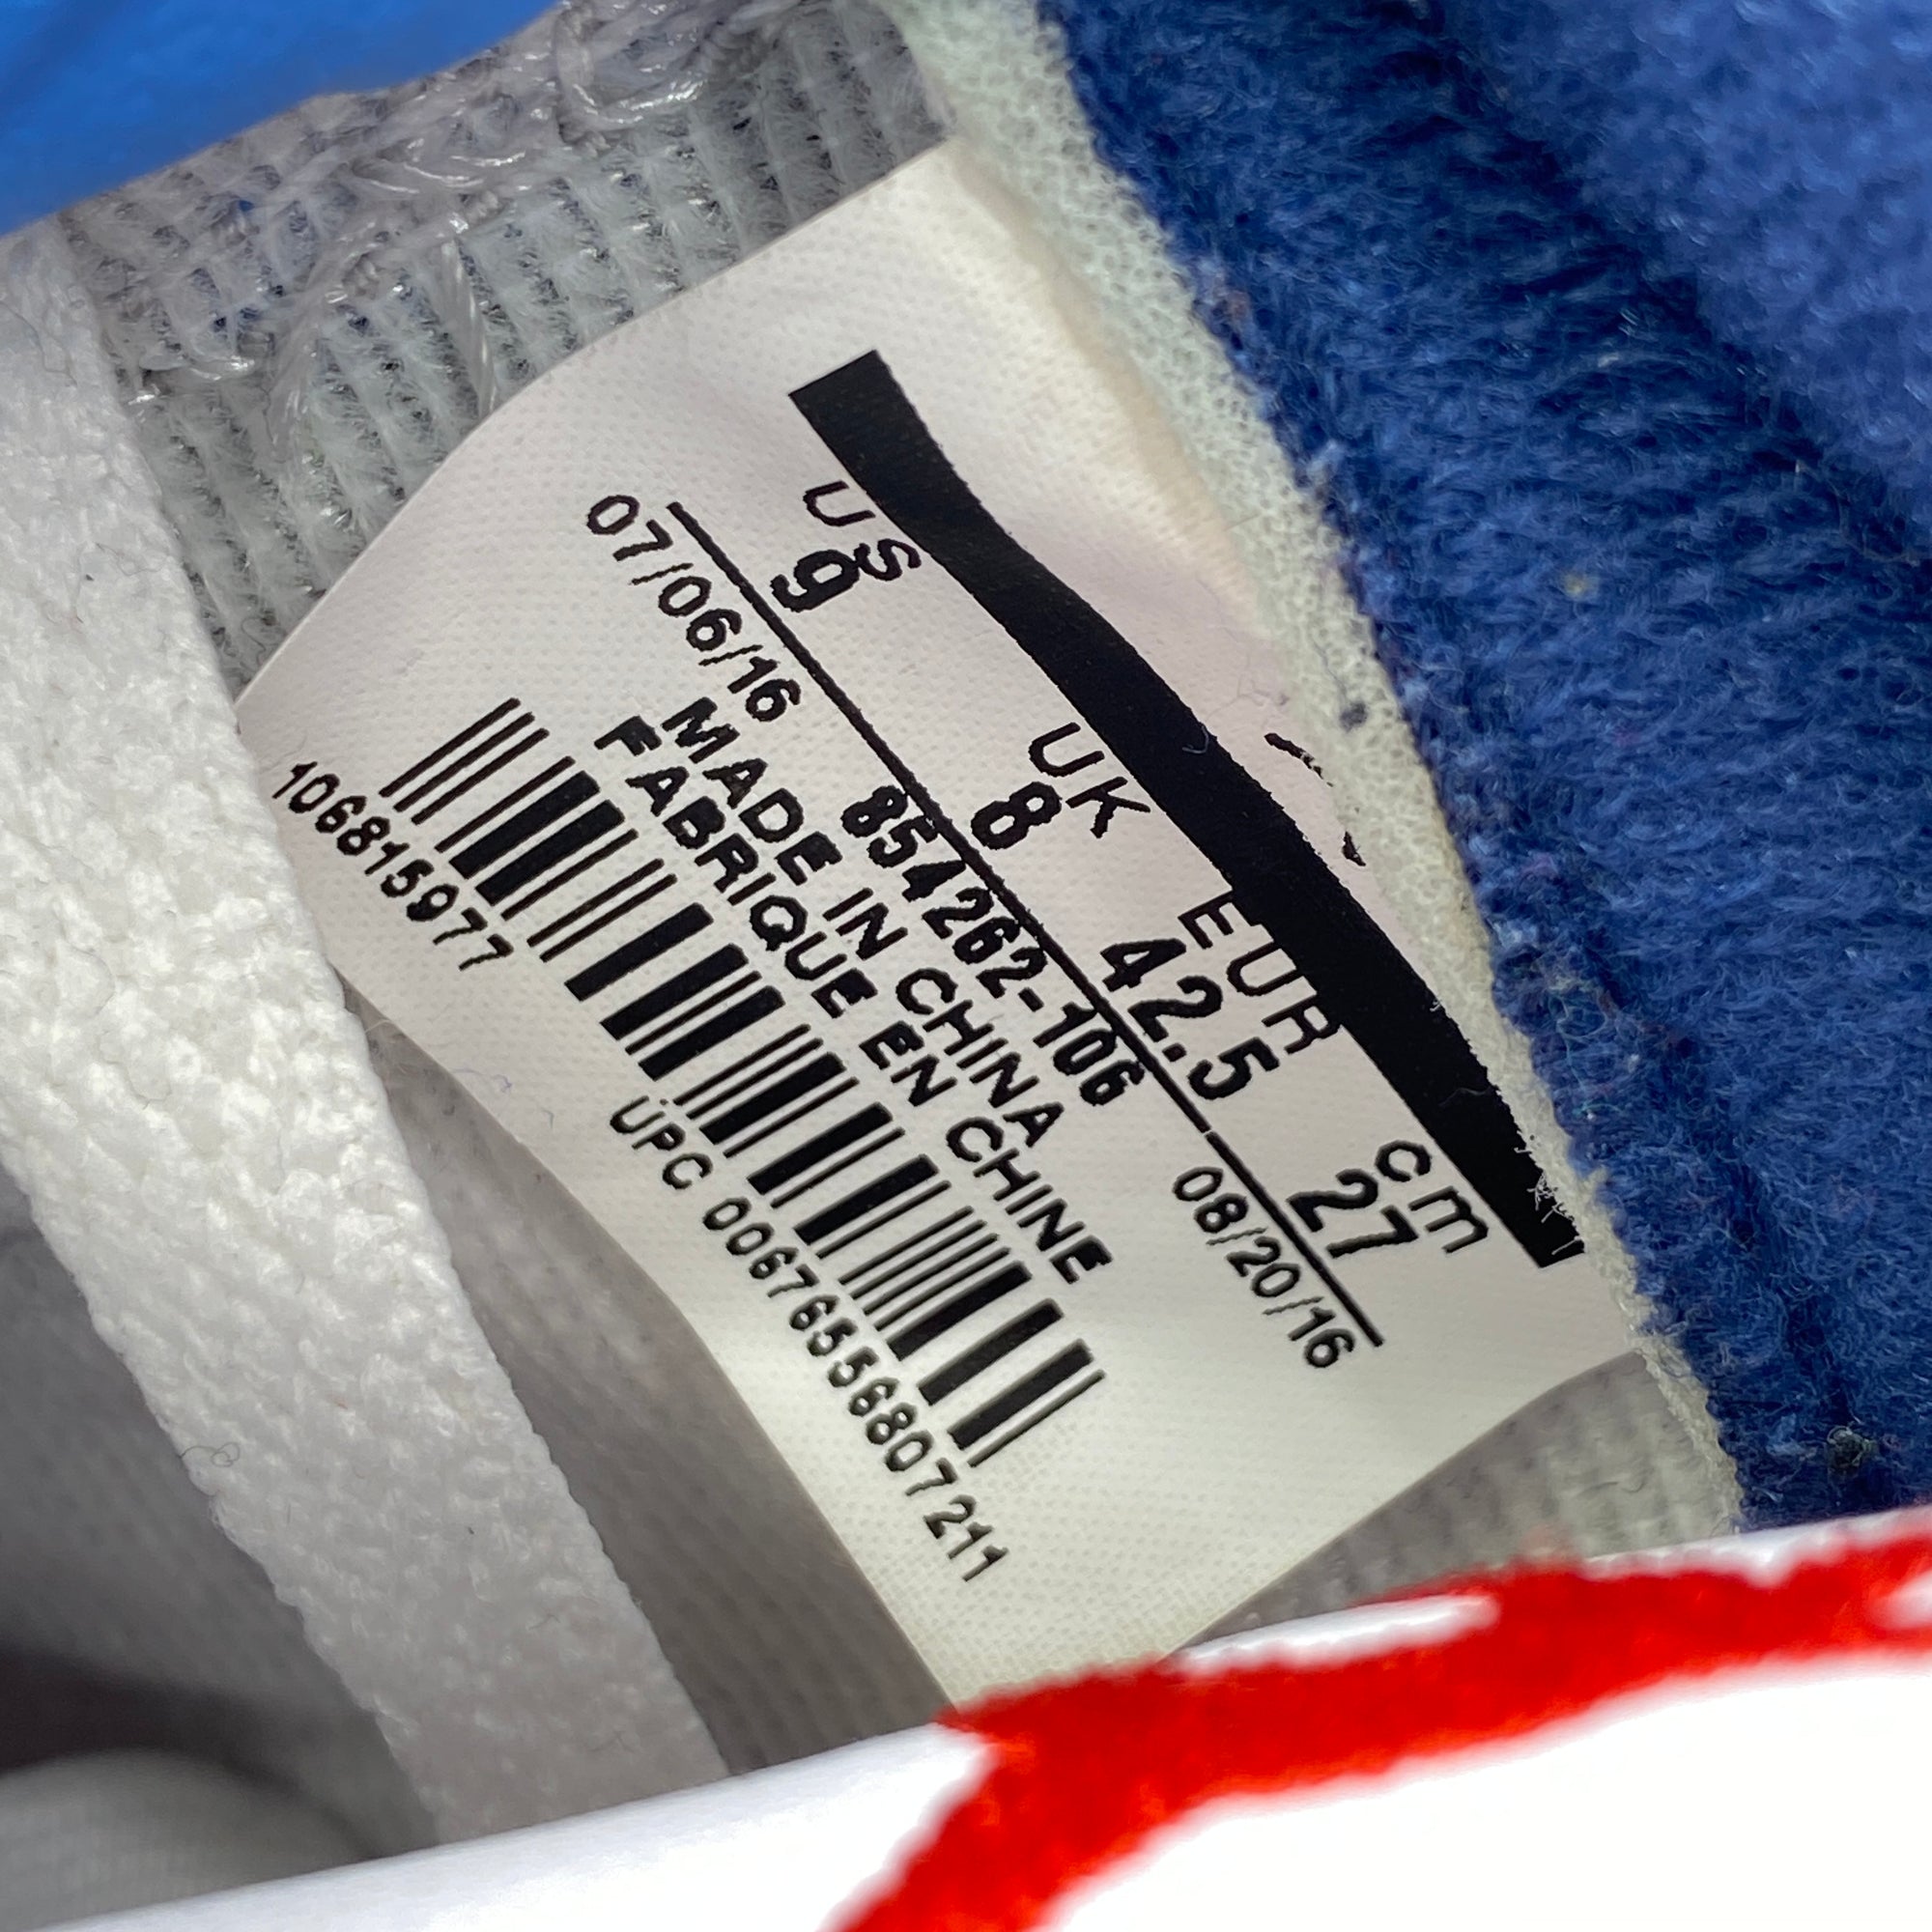 US UK EUR cm
9 8 42.5 27
07/06/16 854262-106 08/20/16
MADE IN CHINA
FABRIQUE EN CHINE
1068159977
UPC 00676556807211